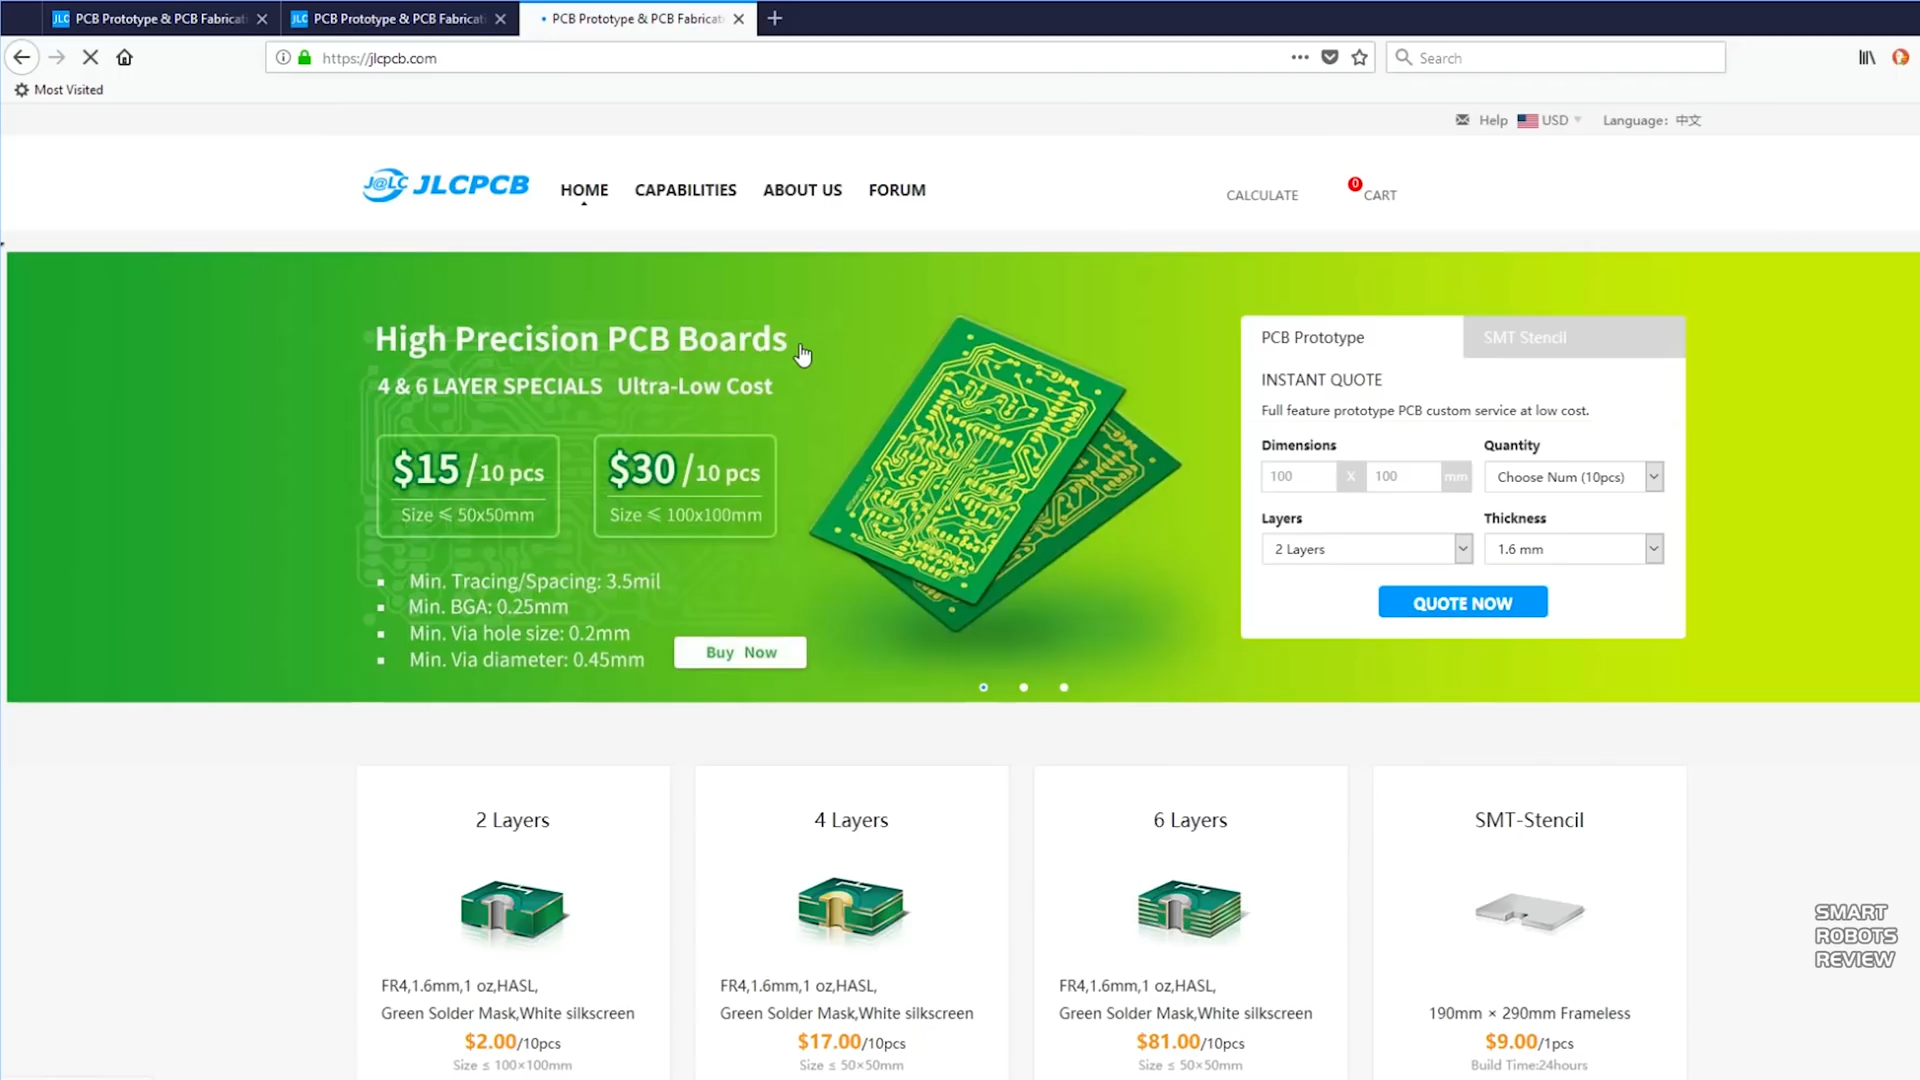 JLC PCB Prototype & PCB Fabricati
JLC PCB Prototype & PCB Fabricati
PCB Prototype & PCB Fabricat
https://jlcpcb.com
Search
Most Visited
Help USD Language: 中文
J@LC JLCPCB
HOME CAPABILITIES ABOUT US FORUM
CALCULATE 0 CART
High Precision PCB Boards
4 & 6 LAYER SPECIALS Ultra-Low Cost
$15/10 pcs
Size ≤ 50x50mm
$30/10 pcs
Size ≤ 100x100mm
▪ Min. Tracing/Spacing: 3.5mil
▪ Min. BGA: 0.25mm
▪ Min. Via hole size: 0.2mm
▪ Min. Via diameter: 0.45mm
Buy Now
PCB Prototype SMT Stencil
INSTANT QUOTE
Full feature prototype PCB custom service at low cost.
Dimensions Quantity
100 X 100 mm Choose Num (10pcs)
Layers Thickness
2 Layers 1.6 mm
QUOTE NOW
2 Layers
FR4,1.6mm,1 oz,HASL,
Green Solder Mask,White silkscreen
$2.00/10pcs
Size ≤ 100×100mm
4 Layers
FR4,1.6mm,1 oz,HASL,
Green Solder Mask,White silkscreen
$17.00/10pcs
Size ≤ 50×50mm
6 Layers
FR4,1.6mm,1 oz,HASL,
Green Solder Mask,White silkscreen
$81.00/10pcs
Size ≤ 50×50mm
SMT-Stencil
190mm × 290mm Frameless
$9.00/1pcs
Build Time:24hours
SMART
ROBOTS
REVIEW